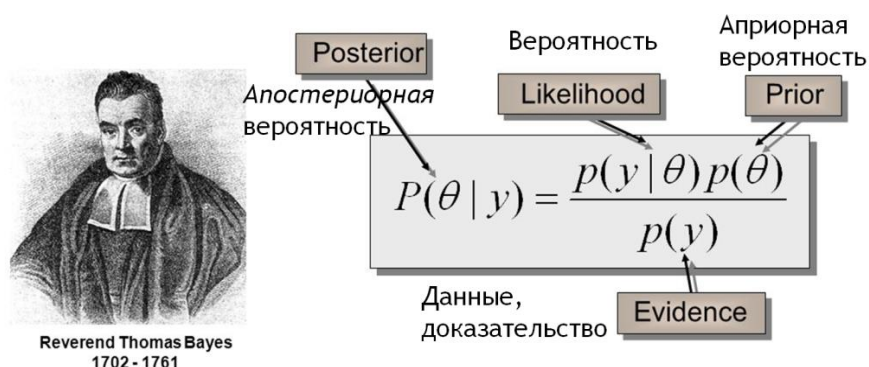 Posterior
Апостериорная
вероятность
Вероятность
Likelihood
Априорная
вероятность
Prior
P(θ | y) = p(y | θ) p(θ) / p(y)
Данные,
доказательство
Evidence
Reverend Thomas Bayes
1702 - 1761